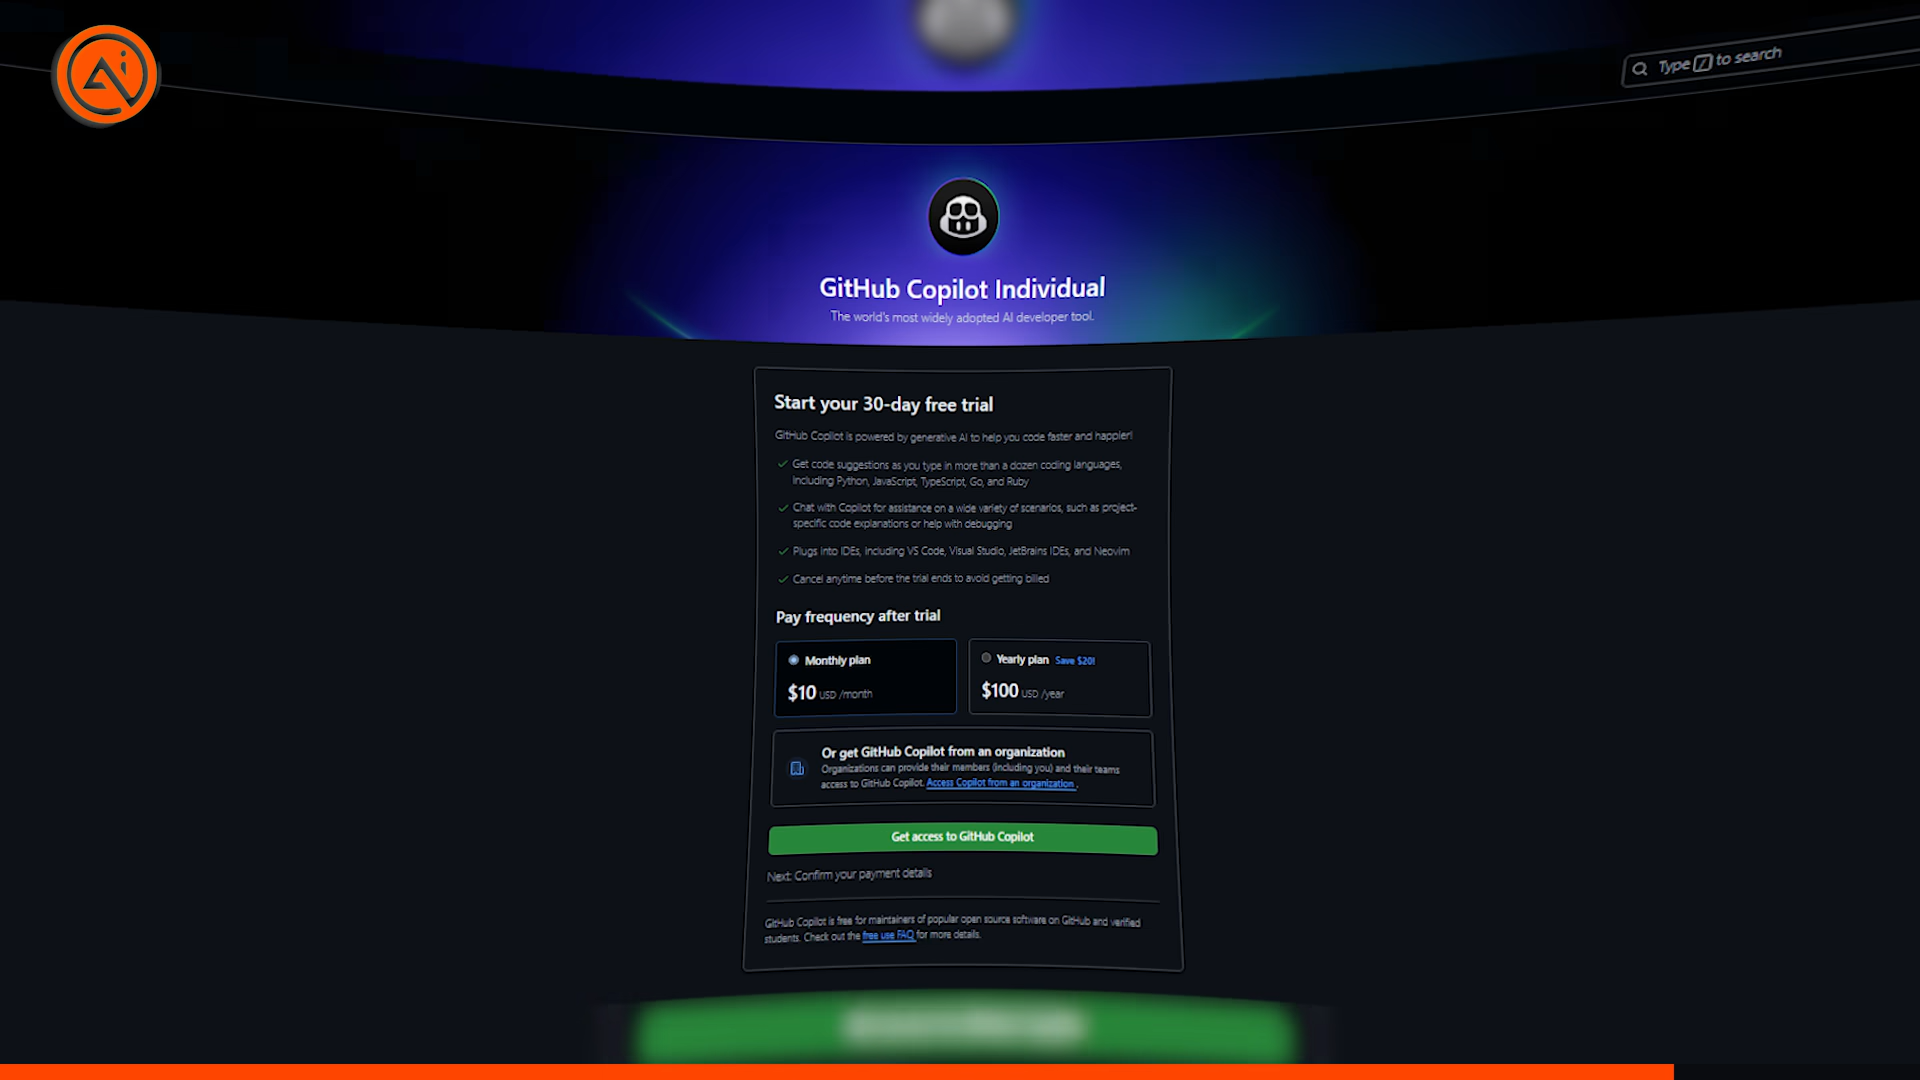 Ai
Type / to search
GitHub Copilot Individual
The world's most widely adopted AI developer tool.
Start your 30-day free trial
GitHub Copilot is powered by generative AI to help you code faster and happier!
Get code suggestions as you type in more than a dozen coding languages,
including Python, JavaScript, TypeScript, Go, and Ruby
Chat with Copilot for assistance on a wide variety of scenarios, such as project-
specific code explanations or help with debugging
Plugs into IDEs, including VS Code, Visual Studio, JetBrains IDEs, and Neovim
Cancel anytime before the trial ends to avoid getting billed
Pay frequency after trial
Monthly plan
$10 USD /month
Yearly plan Save $20!
$100 USD /year
Or get GitHub Copilot from an organization
Organizations can provide their members (including you) and their teams
access to GitHub Copilot. Access Copilot from an organization .
Get access to GitHub Copilot
Next: Confirm your payment details
GitHub Copilot is free for maintainers of popular open source software on GitHub and verified
students. Check out the free use FAQ for more details.